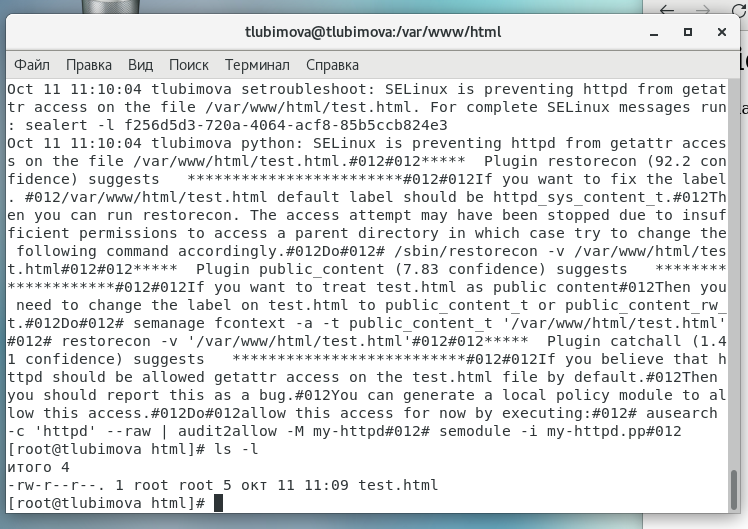 tlubimova@tlubimova:/var/www/html
Файл Правка Вид Поиск Терминал Справка
Oct 11 11:10:04 tlubimova setroubleshoot: SELinux is preventing httpd from getat
tr access on the file /var/www/html/test.html. For complete SELinux messages run
: sealert -l f256d5d3-720a-4064-acf8-85b5ccb824e3
Oct 11 11:10:04 tlubimova python: SELinux is preventing httpd from getattr acces
s on the file /var/www/html/test.html.#012#012*****  Plugin restorecon (92.2 con
fidence) suggests   ************************#012#012If you want to fix the label
. #012/var/www/html/test.html default label should be httpd_sys_content_t.#012Th
en you can run restorecon. The access attempt may have been stopped due to insuf
ficient permissions to access a parent directory in which case try to change the
 following command accordingly.#012Do#012# /sbin/restorecon -v /var/www/html/tes
t.html#012#012*****  Plugin public_content (7.83 confidence) suggests   ********
******************#012#012If you want to treat test.html as public content#012Then you
 need to change the label on test.html to public_content_t or public_content_rw_
t.#012Do#012# semanage fcontext -a -t public_content_t '/var/www/html/test.html'
#012# restorecon -v '/var/www/html/test.html'#012#012*****  Plugin catchall (1.4
1 confidence) suggests   **************************#012#012If you believe that h
ttpd should be allowed getattr access on the test.html file by default.#012Then
you should report this as a bug.#012You can generate a local policy module to al
low this access.#012Do#012allow this access for now by executing:#012# ausearch
-c 'httpd' --raw | audit2allow -M my-httpd#012# semodule -i my-httpd.pp#012
[root@tlubimova html]# ls -l
итого 4
-rw-r--r--. 1 root root 5 окт 11 11:09 test.html
[root@tlubimova html]#